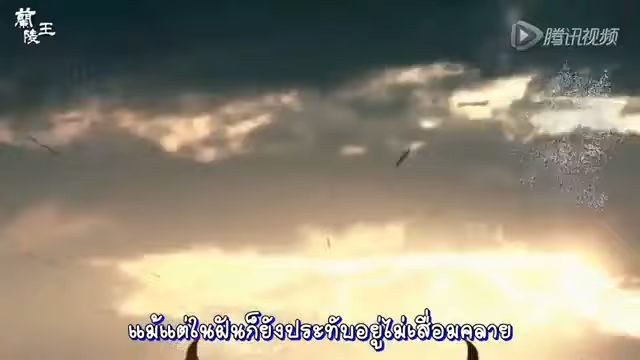 蘭陵王
腾讯视频
แม้แต่ในฝันก็ยังประทับอยู่ไม่เสื่อมคลาย